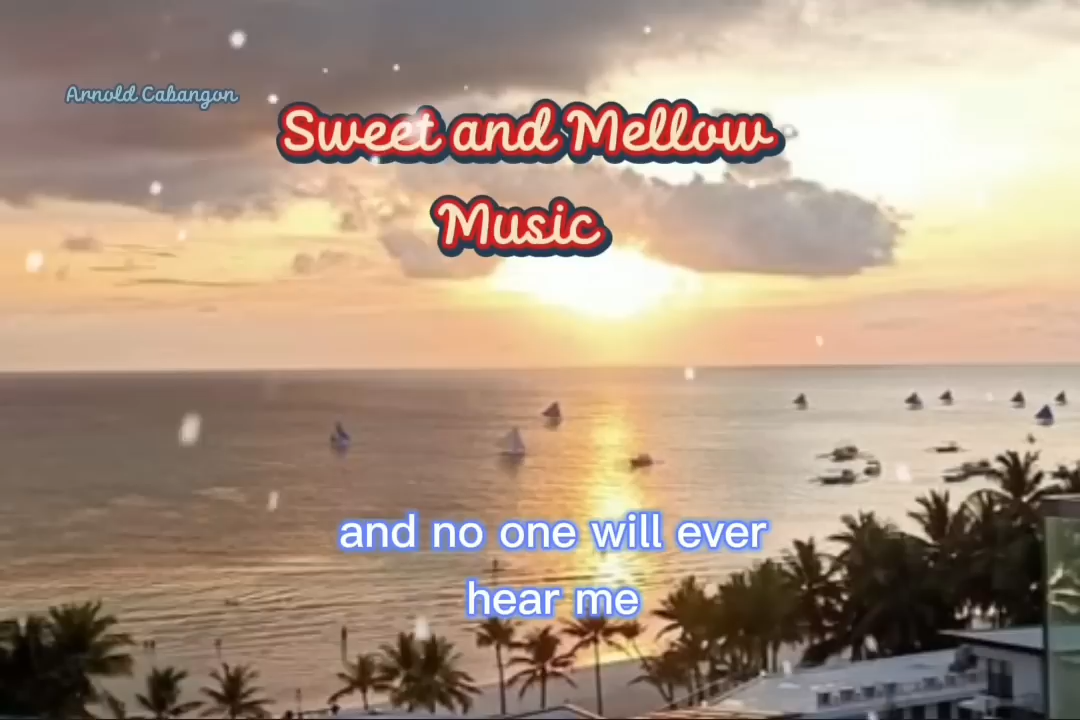 Arnold Cabangon
Sweet and Mellow
Music
and no one will ever
hear me